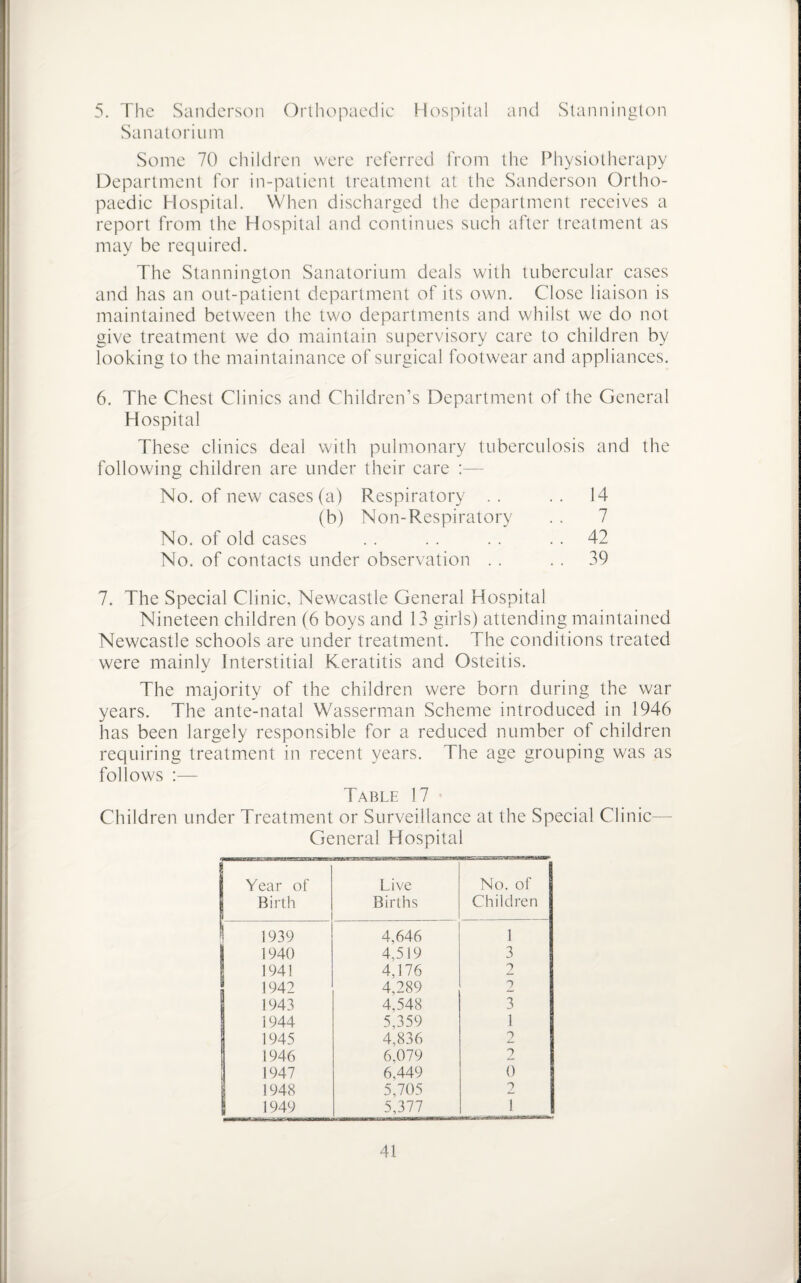 5. The Sanderson Orthopaedic Hospital and Stannington
Sanatorium
Some 70 children were referred from the Physiotherapy
Department for in-patient treatment at the Sanderson Ortho-
paedic Hospital. When discharged the department receives a
report from the Hospital and continues such after treatment as
may be required.
The Stannington Sanatorium deals with tubercular cases
and has an out-patient department of its own. Close liaison is
maintained between the two departments and whilst we do not
give treatment we do maintain supervisory care to children by
looking to the maintainance of surgical footwear and appliances.
6. The Chest Clinics and Children's Department of the General
Hospital
These clinics deal with pulmonary tuberculosis and the
following children are under their care :—
No. of new cases (a) Respiratory . . . . 14
(b) Non-Respiratory . . 7
No. of old cases . . . . . . . . 42
No. of contacts under observation . . . . 39
7. The Special Clinic, Newcastle General Hospital
Nineteen children (6 boys and 13 girls) attending maintained
Newcastle schools are under treatment. The conditions treated
were mainly Interstitial Keratitis and Osteitis.
The majority of the children were born during the war
years. The ante-natal Wasserman Scheme introduced in 1946
has been largely responsible for a reduced number of children
requiring treatment in recent years. The age grouping was as
follows :—
Table 17
Children under Treatment or Surveillance at the Special Clinic—
General Hospital
Year of Live No. of
Birth Births Children
1939 4,646 1
1940 4,519 3
1941 4,176 2
1942 4,289 2
1943 4,548 3
1944 5,359 1
1945 4,836 2
1946 6,079 2
1947 6,449 0
1948 5,705 2
1949 5,377 1
41